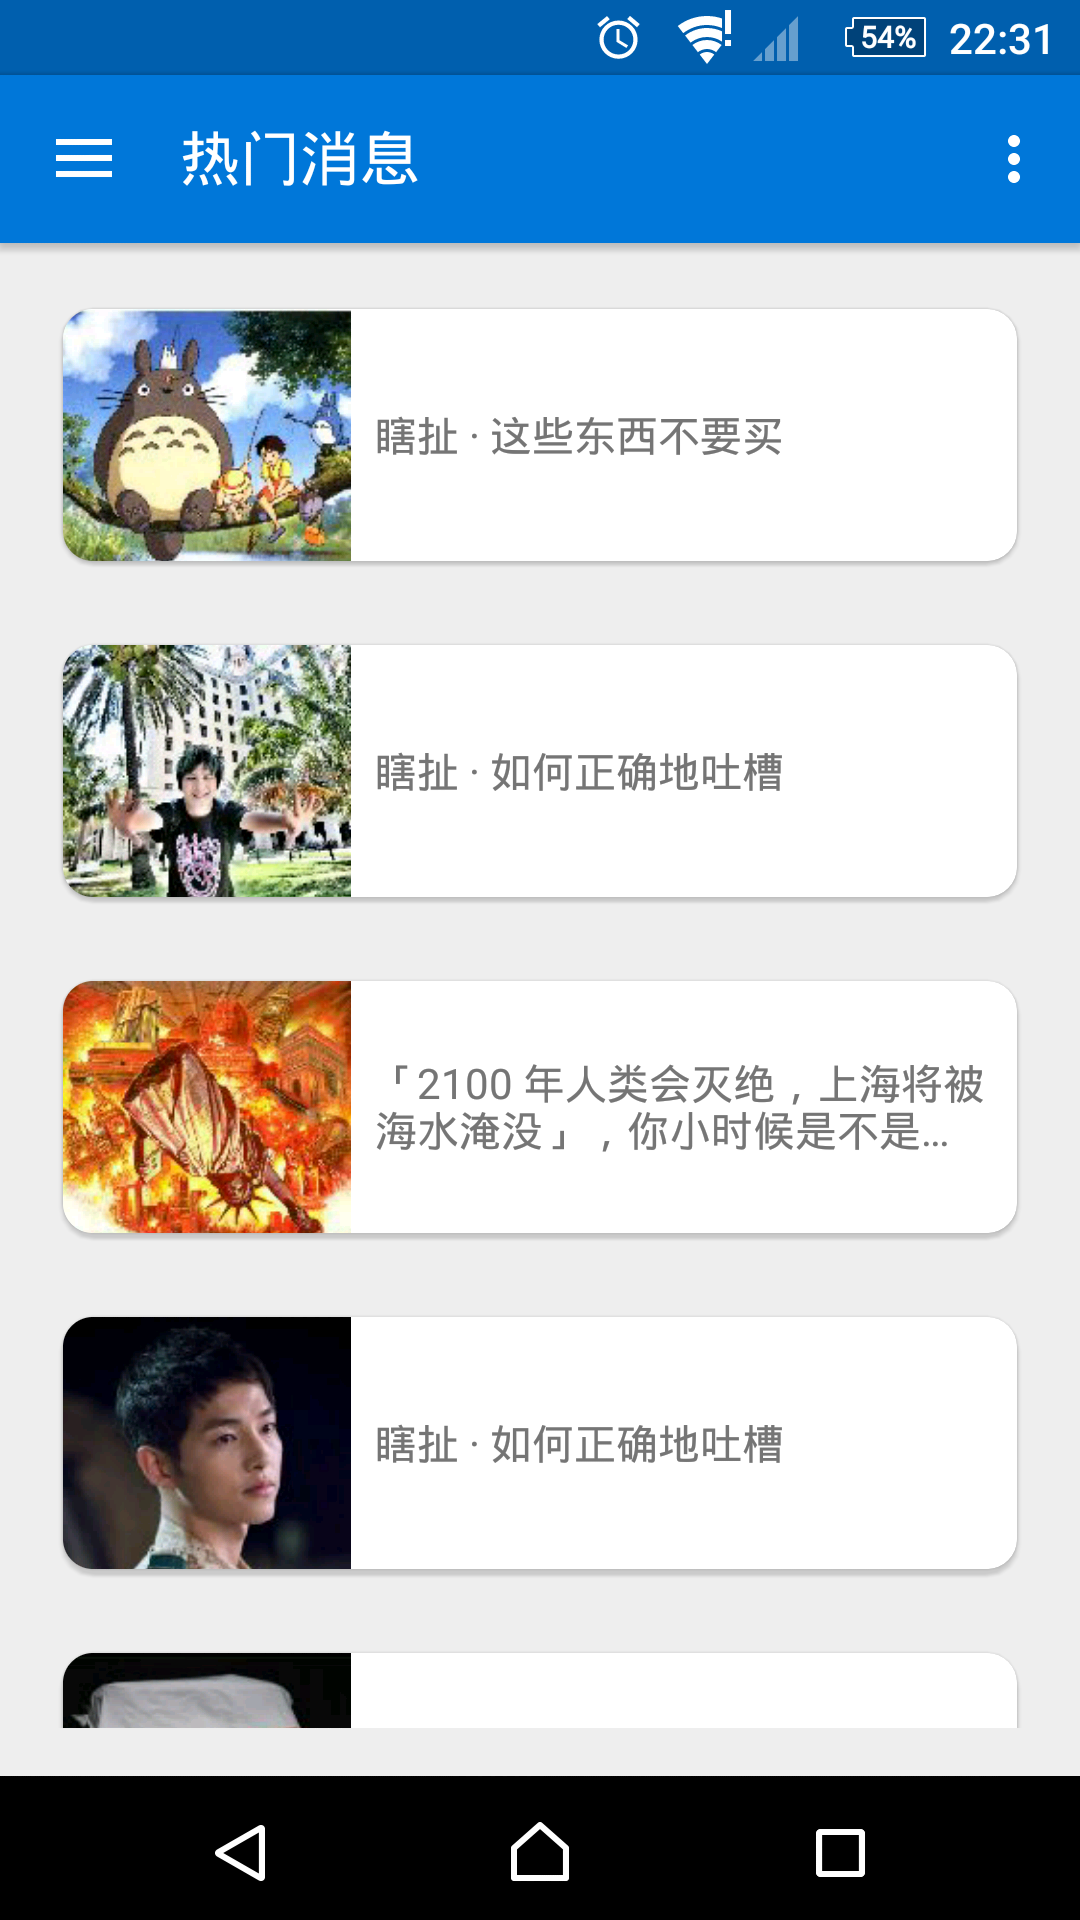 54% 22:31
热门消息
瞎扯 · 这些东西不要买
瞎扯 · 如何正确地吐槽
「2100 年人类会灭绝，上海将被
海水淹没」，你小时候是不是...
瞎扯 · 如何正确地吐槽